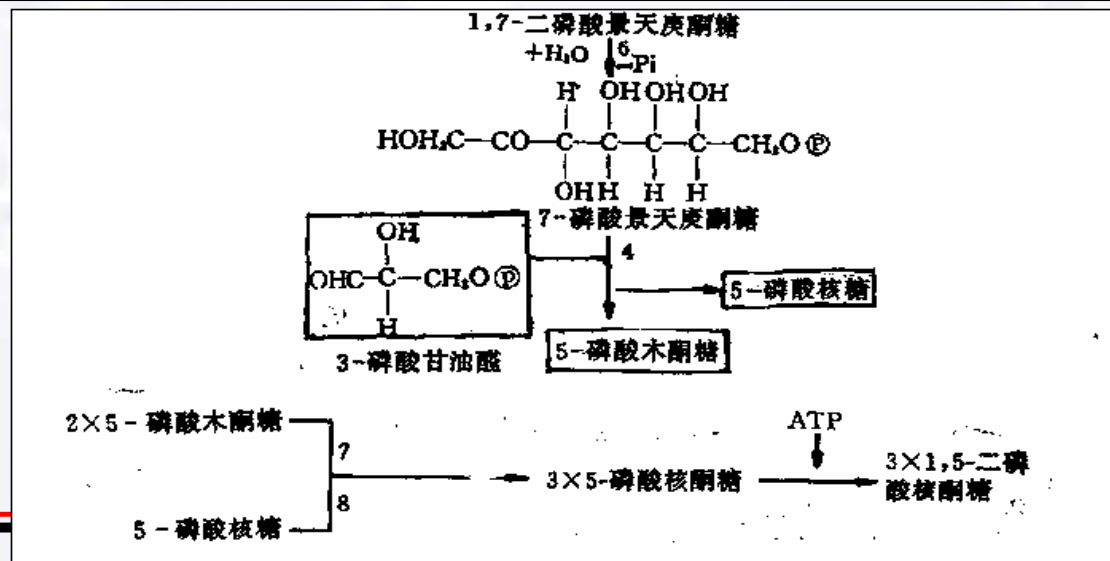 1,7-二磷酸景天庚酮糖
+H₂O 6 -Pi
H OH OH OH
HOH₂C—CO—C—C—C—C—CH₂O Ⓟ
OH H H H
7-磷酸景天庚酮糖
4
OH
OHC—C—CH₂O Ⓟ
H
3-磷酸甘油醛
5-磷酸核糖
5-磷酸木酮糖
2×5-磷酸木酮糖
7
8
5-磷酸核糖
3×5-磷酸核酮糖
ATP
3×1,5-二磷
酸核酮糖